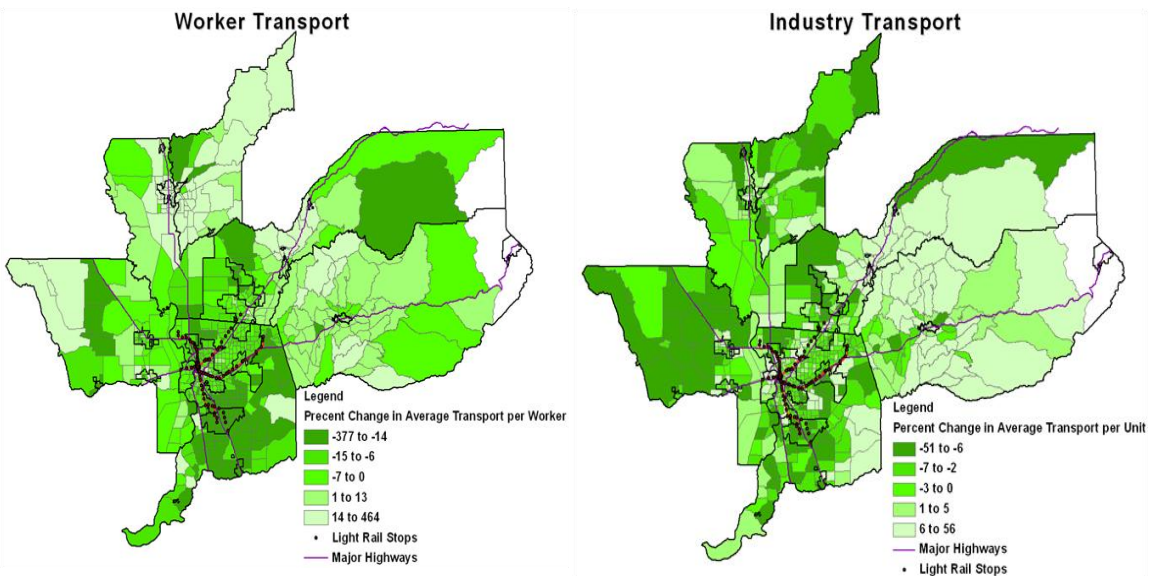 Worker Transport
Legend
Precent Change in Average Transport per Worker
-377 to -14
-15 to -6
-7 to 0
1 to 13
14 to 464
Light Rail Stops
Major Highways
Industry Transport
Legend
Percent Change in Average Transport per Unit
-51 to -6
-7 to -2
-3 to 0
1 to 5
6 to 56
Major Highways
Light Rail Stops